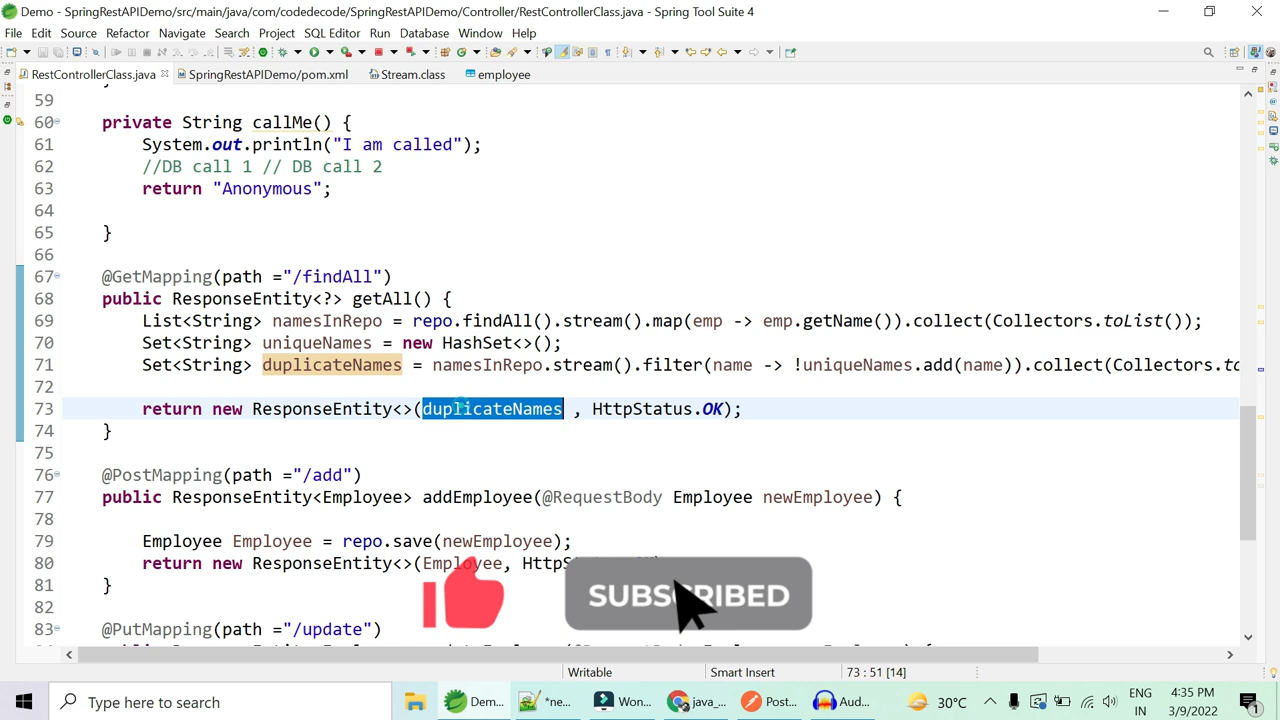 Demo - SpringRestAPIDemo/src/main/java/com/codedecode/SpringRestAPIDemo/Controller/RestControllerClass.java - Spring Tool Suite 4
File Edit Source Refactor Navigate Search Project SQL Editor Run Database Window Help
RestControllerClass.java SpringRestAPIDemo/pom.xml Stream.class employee
59
60 private String callMe() {
61 System.out.println("I am called");
62 //DB call 1 // DB call 2
63 return "Anonymous";
64
65 }
66
67 @GetMapping(path ="/findAll")
68 public ResponseEntity<?> getAll() {
69 List<String> namesInRepo = repo.findAll().stream().map(emp -> emp.getName()).collect(Collectors.toList());
70 Set<String> uniqueNames = new HashSet<>();
71 Set<String> duplicateNames = namesInRepo.stream().filter(name -> !uniqueNames.add(name)).collect(Collectors.to
72
73 return new ResponseEntity<>(duplicateNames , HttpStatus.OK);
74 }
75
76 @PostMapping(path ="/add")
77 public ResponseEntity<Employee> addEmployee(@RequestBody Employee newEmployee) {
78
79 Employee Employee = repo.save(newEmployee);
80 return new ResponseEntity<>(Employee, HttpSt
81 }
SUBSCRIBED
82
83 @PutMapping(path ="/update")
Writable Smart Insert 73 : 51 [14]
Type here to search Dem... *ne... Won... java_... Post... Aud... 30°C ENG IN 4:35 PM 3/9/2022 1